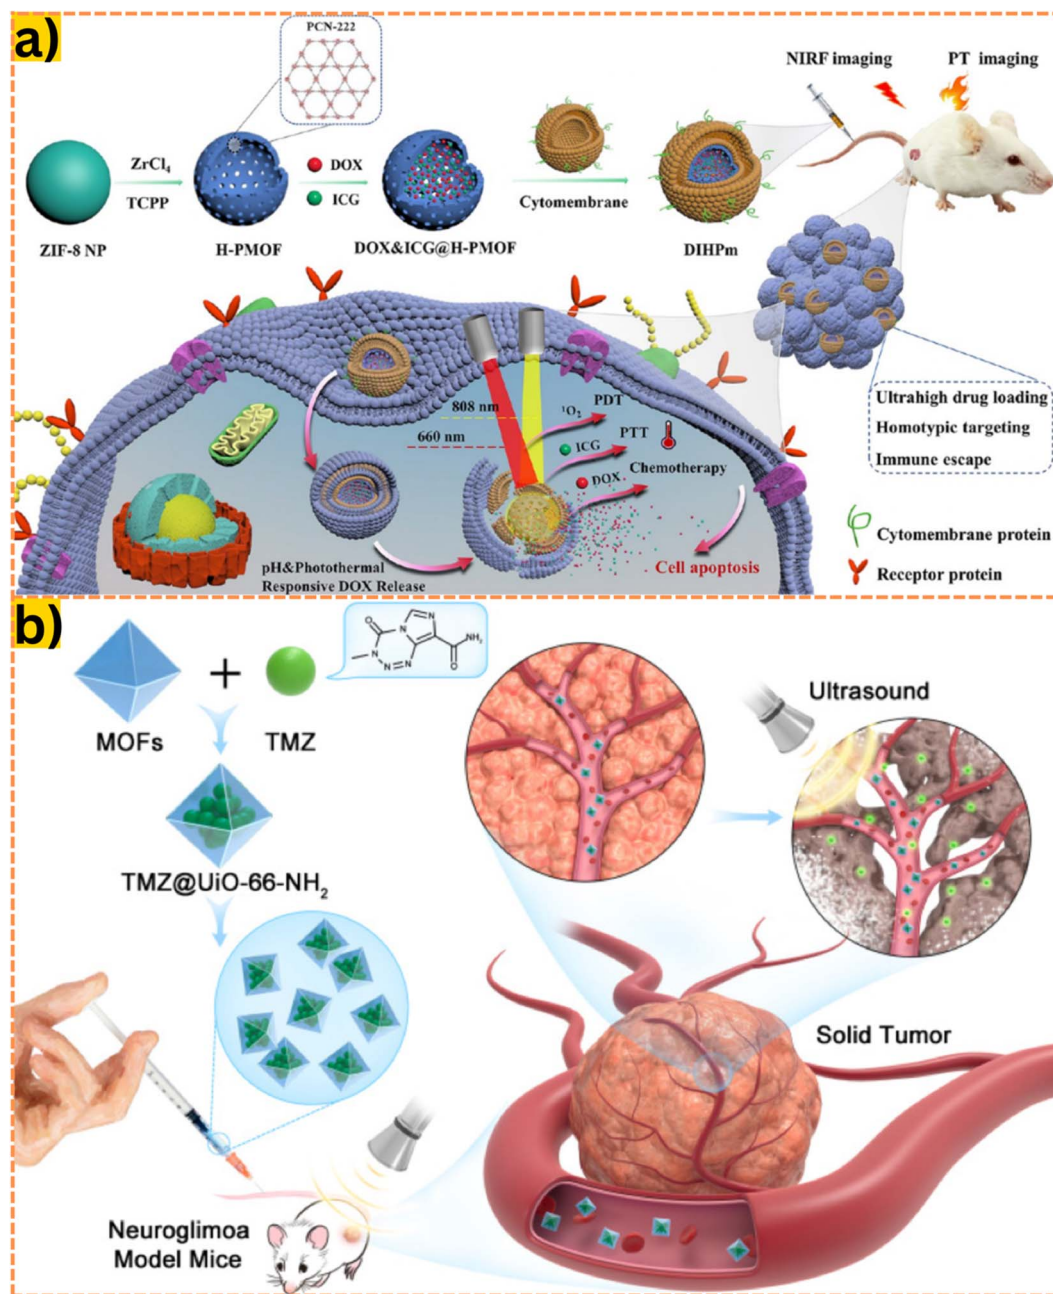 a)
PCN-222
NIRF imaging
PT imaging
ZrCl₄
TCPP
DOX
ICG
Cytomembrane
ZIF-8 NP
H-PMOF
DOX&ICG@H-PMOF
DIHPm
808 nm
660 nm
¹O₂
PDT
ICG
PTT
DOX
Chemotherapy
pH&Photothermal
Responsive DOX Release
Cell apoptosis
Ultrahigh drug loading
Homotypic targeting
Immune escape
Cytomembrane protein
Receptor protein
b)
MOFs
+
TMZ
O
N
N
N
N
N
O
NH₂
TMZ@UiO-66-NH₂
Ultrasound
Solid Tumor
Neuroglimoa
Model Mice